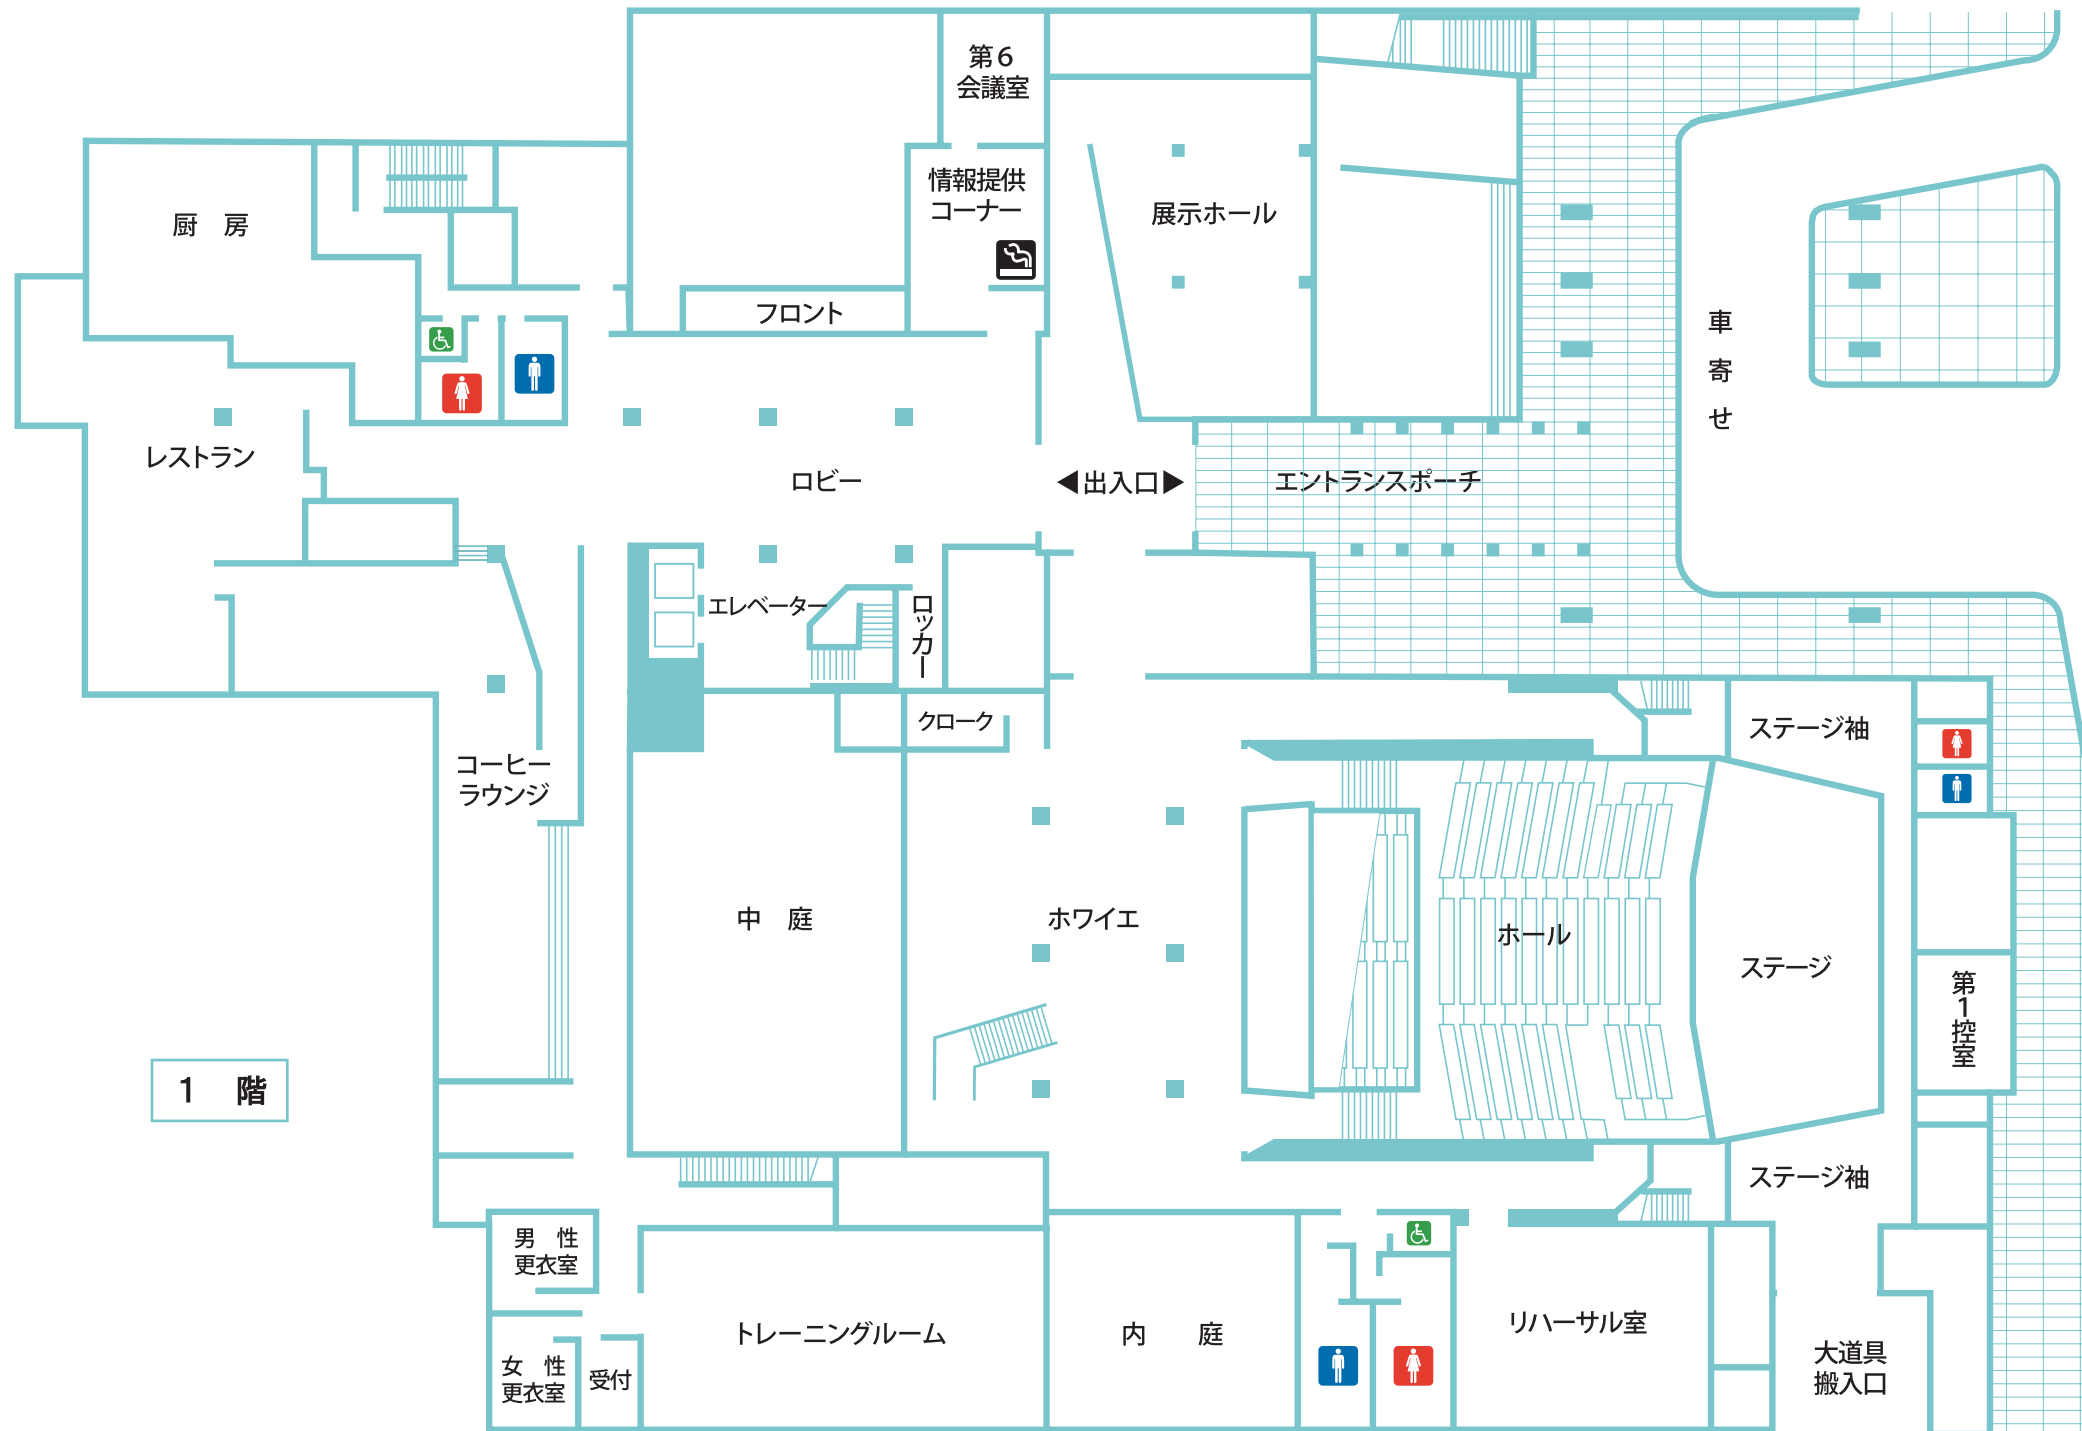 第6
会議室
情報提供
コーナー
厨　房
展示ホール
フロント
車寄せ
レストラン
ロビー
◀出入口▶
エントランスポーチ
エレベーター
ロッカー
クローク
ステージ袖
コーヒー
ラウンジ
中　庭
ホワイエ
ホール
ステージ
第1控室
1　階
ステージ袖
男　性
更衣室
トレーニングルーム
内　庭
リハーサル室
女　性
更衣室
受付
大道具
搬入口